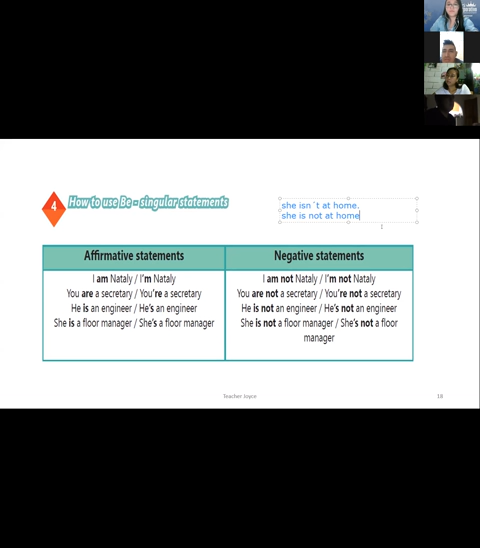 4 How to use Be - singular statements
she isn´t at home.
she is not at home
Affirmative statements
I am Nataly / I'm Nataly
You are a secretary / You're a secretary
He is an engineer / He's an engineer
She is a floor manager / She's a floor manager
Negative statements
I am not Nataly / I'm not Nataly
You are not a secretary / You're not a secretary
He is not an engineer / He's not an engineer
She is not a floor manager / She's not a floor
manager
Teacher Joyce
18